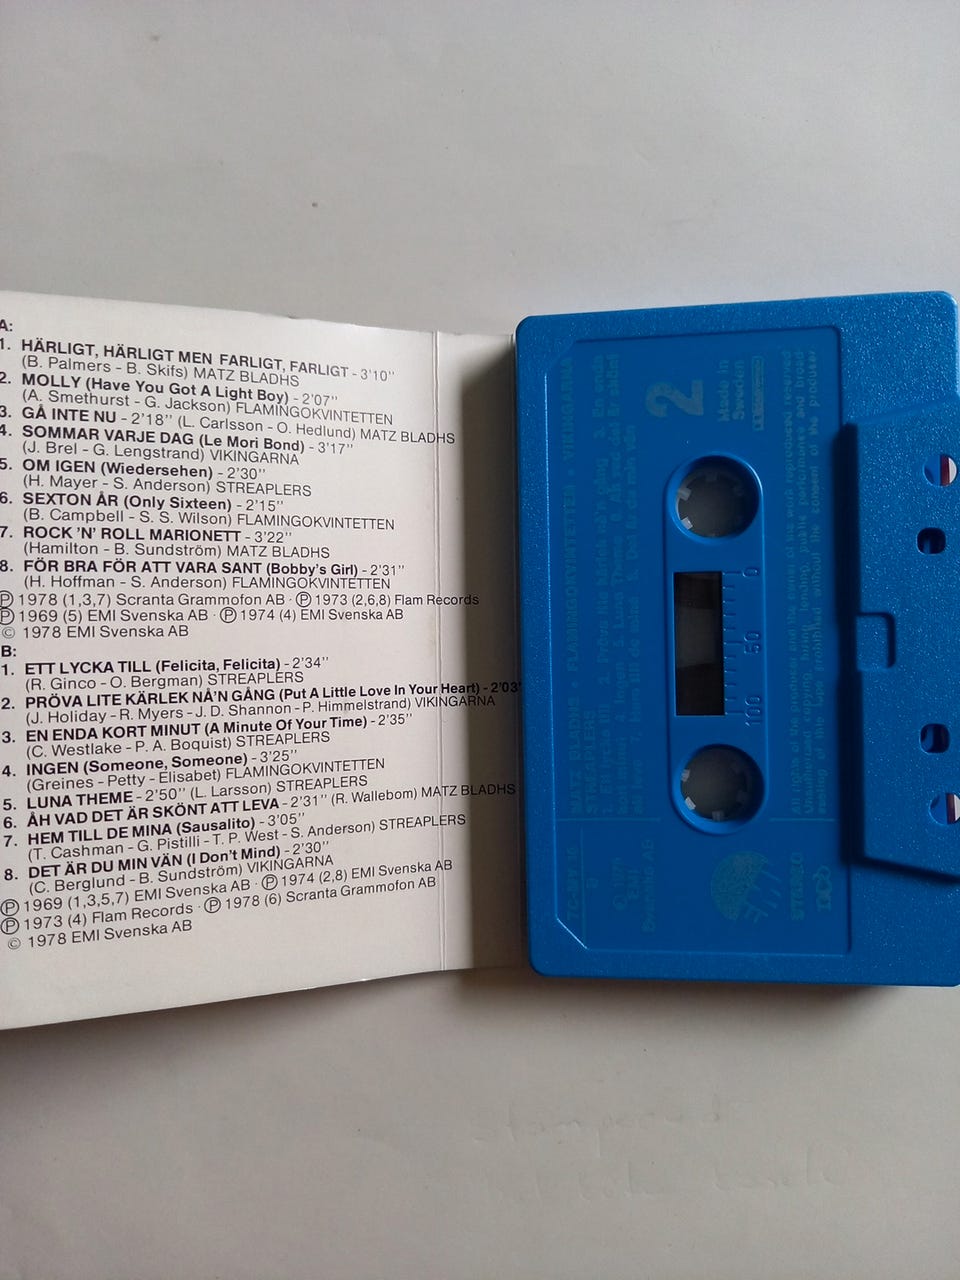 A:
1. HÄRLIGT, HÄRLIGT MEN FARLIGT, FARLIGT - 3'10''
(B. Palmers - B. Skifs) MATZ BLADHS
2. MOLLY (Have You Got A Light Boy) - 2'07''
(A. Smethurst - G. Jackson) FLAMINGOKVINTETTEN
3. GÅ INTE NU - 2'18'' (L. Carlsson - O. Hedlund) MATZ BLADHS
4. SOMMAR VARJE DAG (Le Mori Bond) - 3'17''
(J. Brel - G. Lengstrand) VIKINGARNA
5. OM IGEN (Wiedersehen) - 2'30''
(H. Mayer - S. Anderson) STREAPLERS
6. SEXTON ÅR (Only Sixteen) - 2'15''
(B. Campbell - S. S. Wilson) FLAMINGOKVINTETTEN
7. ROCK 'N' ROLL MARIONETT - 3'22''
(Hamilton - B. Sundström) MATZ BLADHS
8. FÖR BRA FÖR ATT VARA SANT (Bobby's Girl) - 2'31''
(H. Hoffman - S. Anderson) FLAMINGOKVINTETTEN
Ⓟ 1978 (1,3,7) Scranta Grammofon AB · Ⓟ 1973 (2,6,8) Flam Records
Ⓟ 1969 (5) EMI Svenska AB · Ⓟ 1974 (4) EMI Svenska AB
© 1978 EMI Svenska AB
B:
1. ETT LYCKA TILL (Felicita, Felicita) - 2'34''
(R. Ginco - O. Bergman) STREAPLERS
2. PRÖVA LITE KÄRLEK NÅ'N GÅNG (Put A Little Love In Your Heart) - 2'03'
(J. Holiday - R. Myers - J. D. Shannon - P. Himmelstrand) VIKINGARNA
3. EN ENDA KORT MINUT (A Minute Of Your Time) - 2'35''
(C. Westlake - P. A. Boquist) STREAPLERS
4. INGEN (Someone, Someone) - 3'25''
(Greines - Petty - Elisabet) FLAMINGOKVINTETTEN
5. LUNA THEME - 2'50'' (L. Larsson) STREAPLERS
6. ÅH VAD DET ÄR SKÖNT ATT LEVA - 2'31'' (R. Wallebom) MATZ BLADHS
7. HEM TILL DE MINA (Sausalito) - 3'05''
(T. Cashman - G. Pistilli - T. P. West - S. Anderson) STREAPLERS
8. DET ÄR DU MIN VÄN (I Don't Mind) - 2'30''
(C. Berglund - B. Sundström) VIKINGARNA
Ⓟ 1969 (1,3,5,7) EMI Svenska AB · Ⓟ 1974 (2,8) EMI Svenska AB
Ⓟ 1973 (4) Flam Records · Ⓟ 1978 (6) Scranta Grammofon AB
© 1978 EMI Svenska AB
2
Made in
Sweden
0 50 100
MATZ BLADHS • FLAMINGOKVINTETTEN • VIKINGARNA
STREAPLERS
EMI
Svenska AB
STEREO